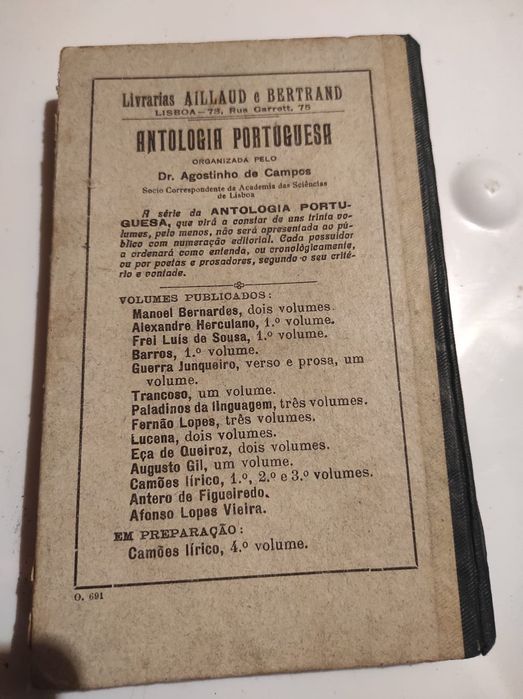 Livrarias AILLAUD e BERTRAND
LISBOA — 73, Rua Garrett, 75
ANTOLOGIA PORTUGUESA
ORGANIZADA PELO
Dr. Agostinho de Campos
Socio Correspondente da Academia das Sciências
de Lisboa
A série da ANTOLOGIA PORTU-
GUESA, que virá a constar de uns trinta vo-
lumes, pelo menos, não será apresentada ao pú-
blico com numeração editorial. Cada possuidor
a ordenará como entenda, ou cronológicamente,
ou por poetas e prosadores, segundo o seu crité-
rio e vontade.
VOLUMES PUBLICADOS:
Manoel Bernardes, dois volumes.
Alexandre Herculano, 1.º volume.
Frei Luís de Sousa, 1.º volume.
Barros, 1.º volume.
Guerra Junqueiro, verso e prosa, um
volume.
Trancoso, um volume.
Paladinos da linguagem, três volumes.
Fernão Lopes, três volumes.
Lucena, dois volumes.
Eça de Queiroz, dois volumes.
Augusto Gil, um volume.
Camões lírico, 1.º, 2.º e 3.º volumes.
Antero de Figueiredo.
Afonso Lopes Vieira.
EM PREPARAÇÃO:
Camões lírico, 4.º volume.
O. 691